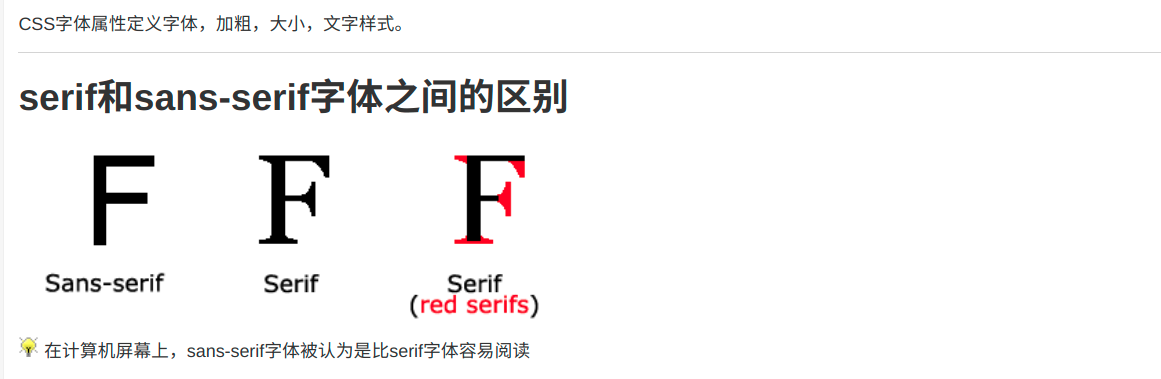 CSS字体属性定义字体，加粗，大小，文字样式。
serif和sans-serif字体之间的区别
F F F
Sans-serif Serif Serif
(red serifs)
在计算机屏幕上，sans-serif字体被认为是比serif字体容易阅读